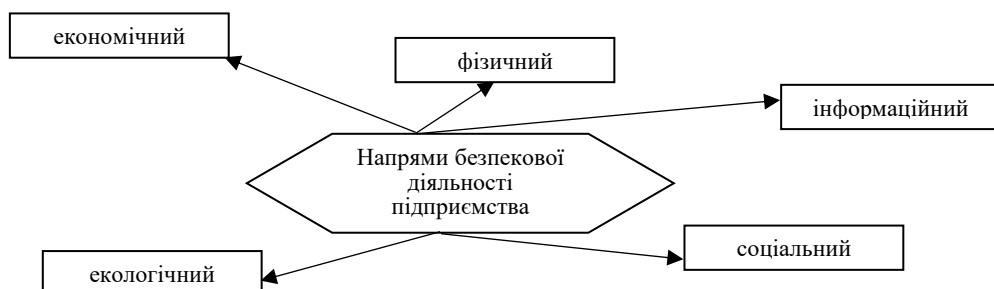 економічний
фізичний
інформаційний
Напрями безпекової
діяльності
підприємства
соціальний
екологічний